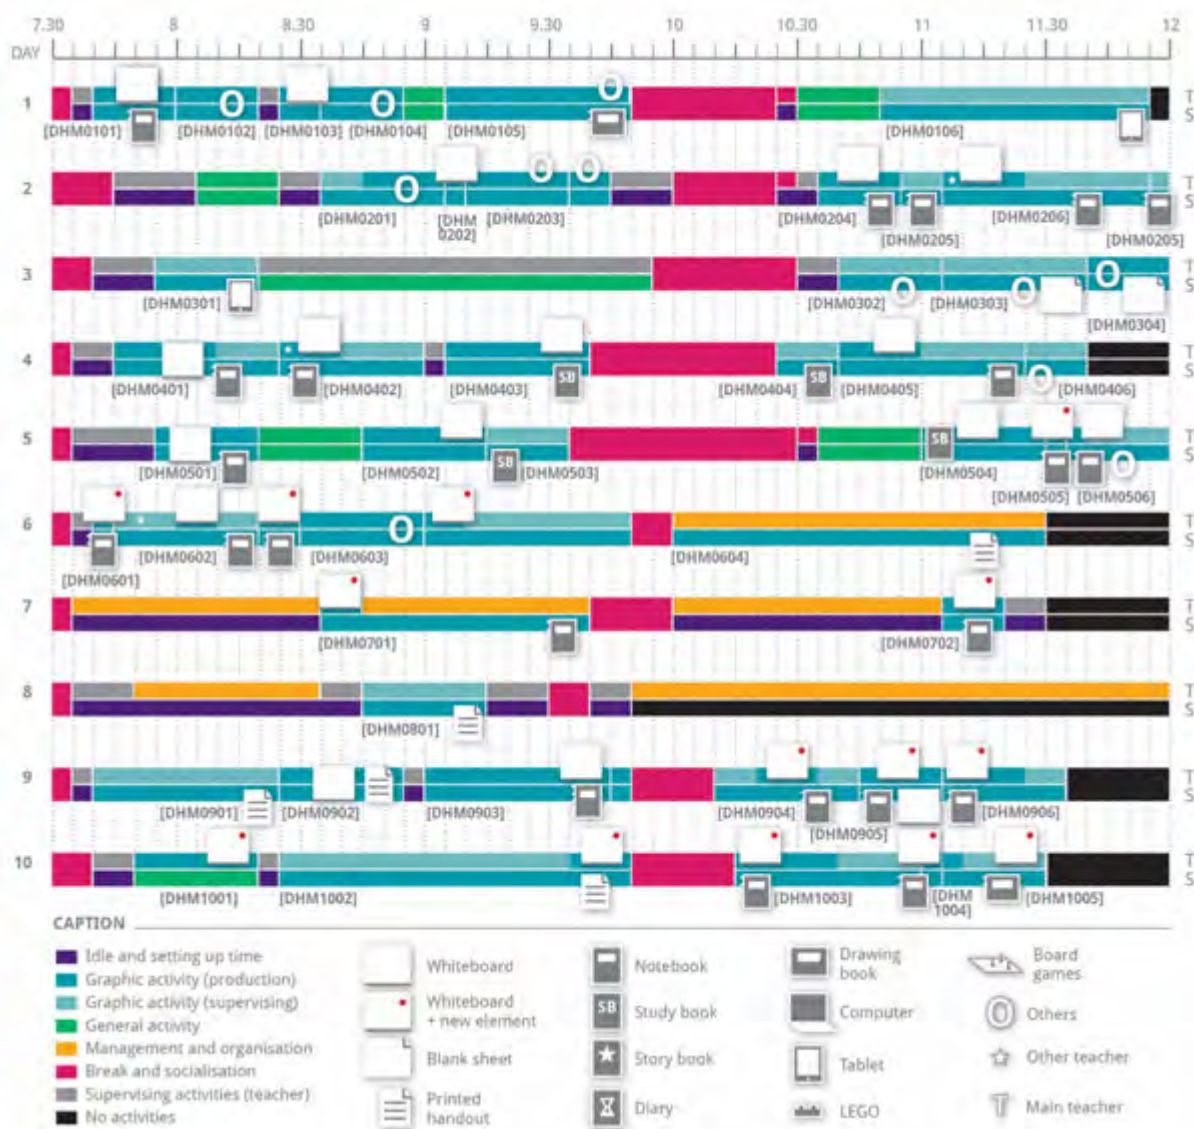 7.30 8 8.30 9 9.30 10 10.30 11 11.30 12
DAY
1 T
S
[DHM0101] [DHM0102] [DHM0103] [DHM0104] [DHM0105] [DHM0106]
2 T
S
[DHM0201] [DHM 0202] [DHM0203] [DHM0204] [DHM0205] [DHM0206] [DHM0205]
3 T
S
[DHM0301] [DHM0302] [DHM0303] [DHM0304]
4 T
S
SB SB
[DHM0401] [DHM0402] [DHM0403] [DHM0404] [DHM0405] [DHM0406]
5 T
S
SB SB
[DHM0501] [DHM0502] [DHM0503] [DHM0504] [DHM0505] [DHM0506]
6 T
S
[DHM0601] [DHM0602] [DHM0603] [DHM0604]
7 T
S
[DHM0701] [DHM0702]
8 T
S
[DHM0801]
9 T
S
[DHM0901] [DHM0902] [DHM0903] [DHM0904] [DHM0905] [DHM0906]
10 T
S
[DHM1001] [DHM1002] [DHM1003] [DHM 1004] [DHM1005]
CAPTION
Idle and setting up time
Graphic activity (production)
Graphic activity (supervising)
General activity
Management and organisation
Break and socialisation
Supervising activities (teacher)
No activities
Whiteboard
Whiteboard
+ new element
Blank sheet
Printed
handout
Notebook
SB Study book
Story book
Diary
Drawing
book
Computer
Tablet
LEGO
Board
games
O Others
Other teacher
T Main teacher